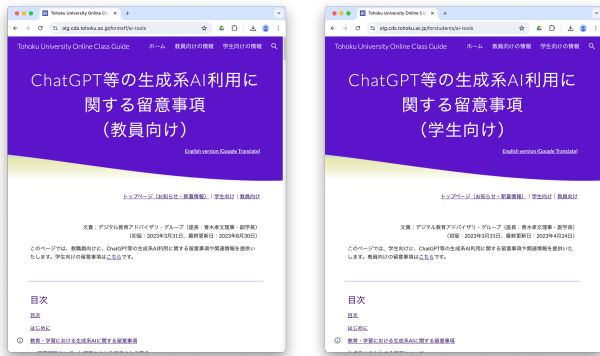 Tohoku University Online Cl
olg.cds.tohoku.ac.jp/forstaff/ai-tools
Tohoku University Online Class Guide
ホーム 教員向けの情報 学生向けの情報
ChatGPT等の生成系AI利用に
関する留意事項
（教員向け）
English version (Google Translate)
トップページ（お知らせ・新着情報） | 学生向け | 教員向け
文責：デジタル教育アドバイザリ・グループ（座長：青木孝文理事・副学長）
（初版：2023年3月31日、最終更新日：2023年8月30日）
このページでは、教職員向けに、ChatGPT等の生成系AI利用に関する留意事項や関連情報を提供い
たします。学生向けの留意事項はこちらです。
目次
目次
はじめに
教育・学習における生成系AIに関する留意事項
Tohoku University Online Cl
olg.cds.tohoku.ac.jp/forstudents/ai-tools
Tohoku University Online Class Guide
ホーム 教員向けの情報 学生向けの情報
ChatGPT等の生成系AI利用に
関する留意事項
（学生向け）
English version (Google Translate)
トップページ（お知らせ・新着情報） | 学生向け | 教員向け
文責：デジタル教育アドバイザリ・グループ（座長：青木孝文理事・副学長）
（初版：2023年3月31日、最終更新日：2023年4月24日）
このページでは、学生向けに、ChatGPT等の生成系AI利用に関する留意事項や関連情報を提供いた
します。教員向けの留意事項はこちらです。
目次
目次
はじめに
教育・学習における生成系AIに関する留意事項